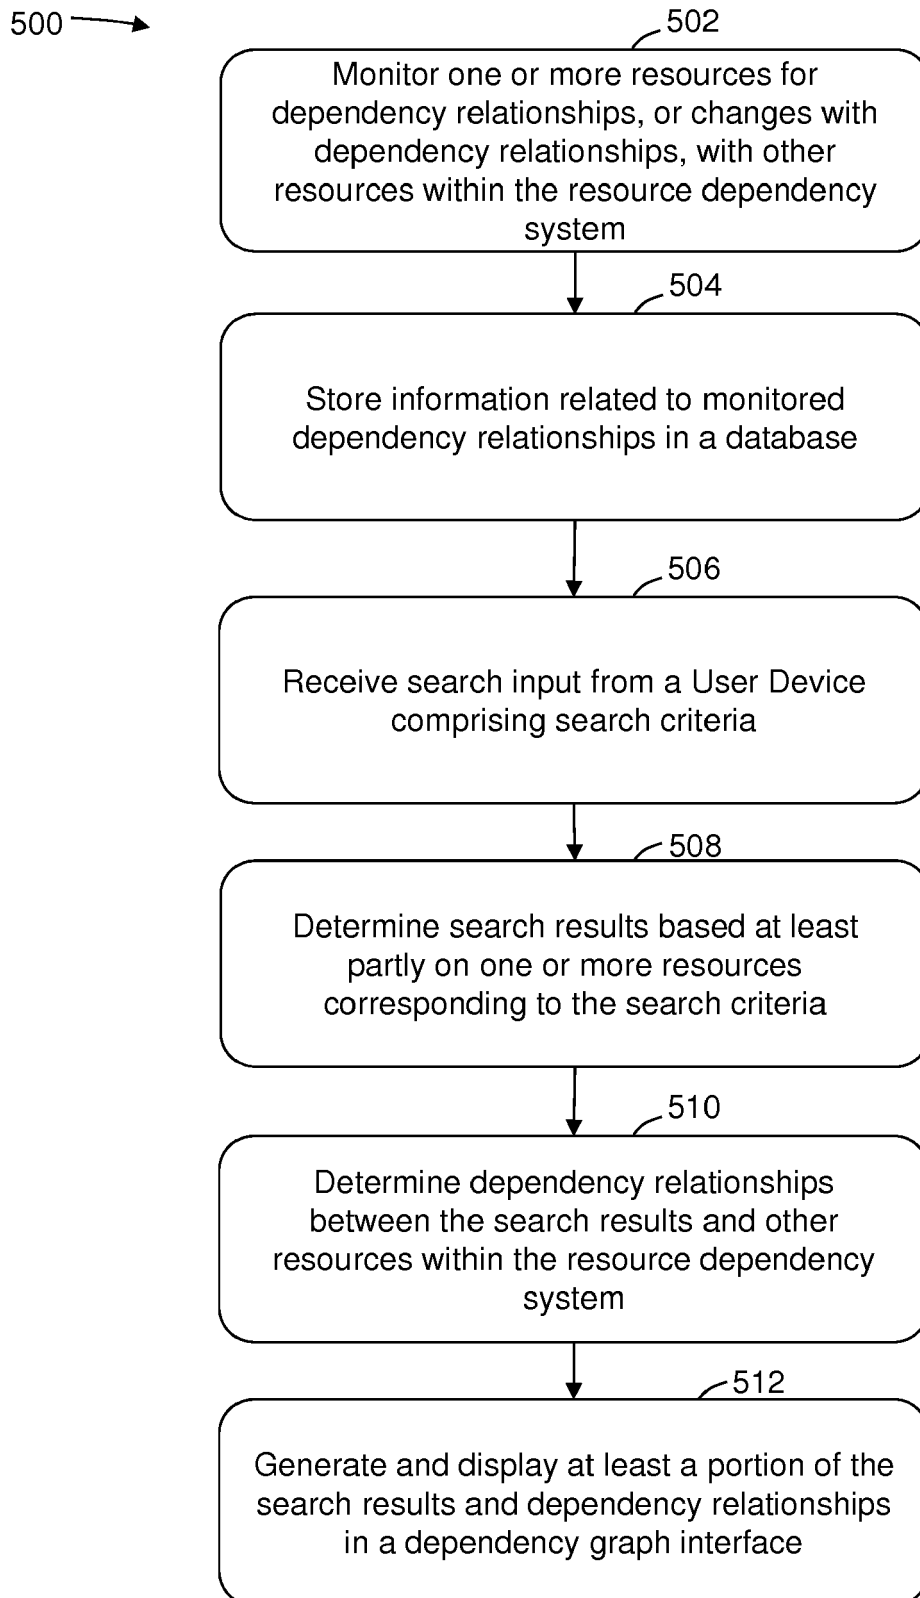 500
502
Monitor one or more resources for
dependency relationships, or changes with
dependency relationships, with other
resources within the resource dependency
system
504
Store information related to monitored
dependency relationships in a database
506
Receive search input from a User Device
comprising search criteria
508
Determine search results based at least
partly on one or more resources
corresponding to the search criteria
510
Determine dependency relationships
between the search results and other
resources within the resource dependency
system
512
Generate and display at least a portion of the
search results and dependency relationships
in a dependency graph interface